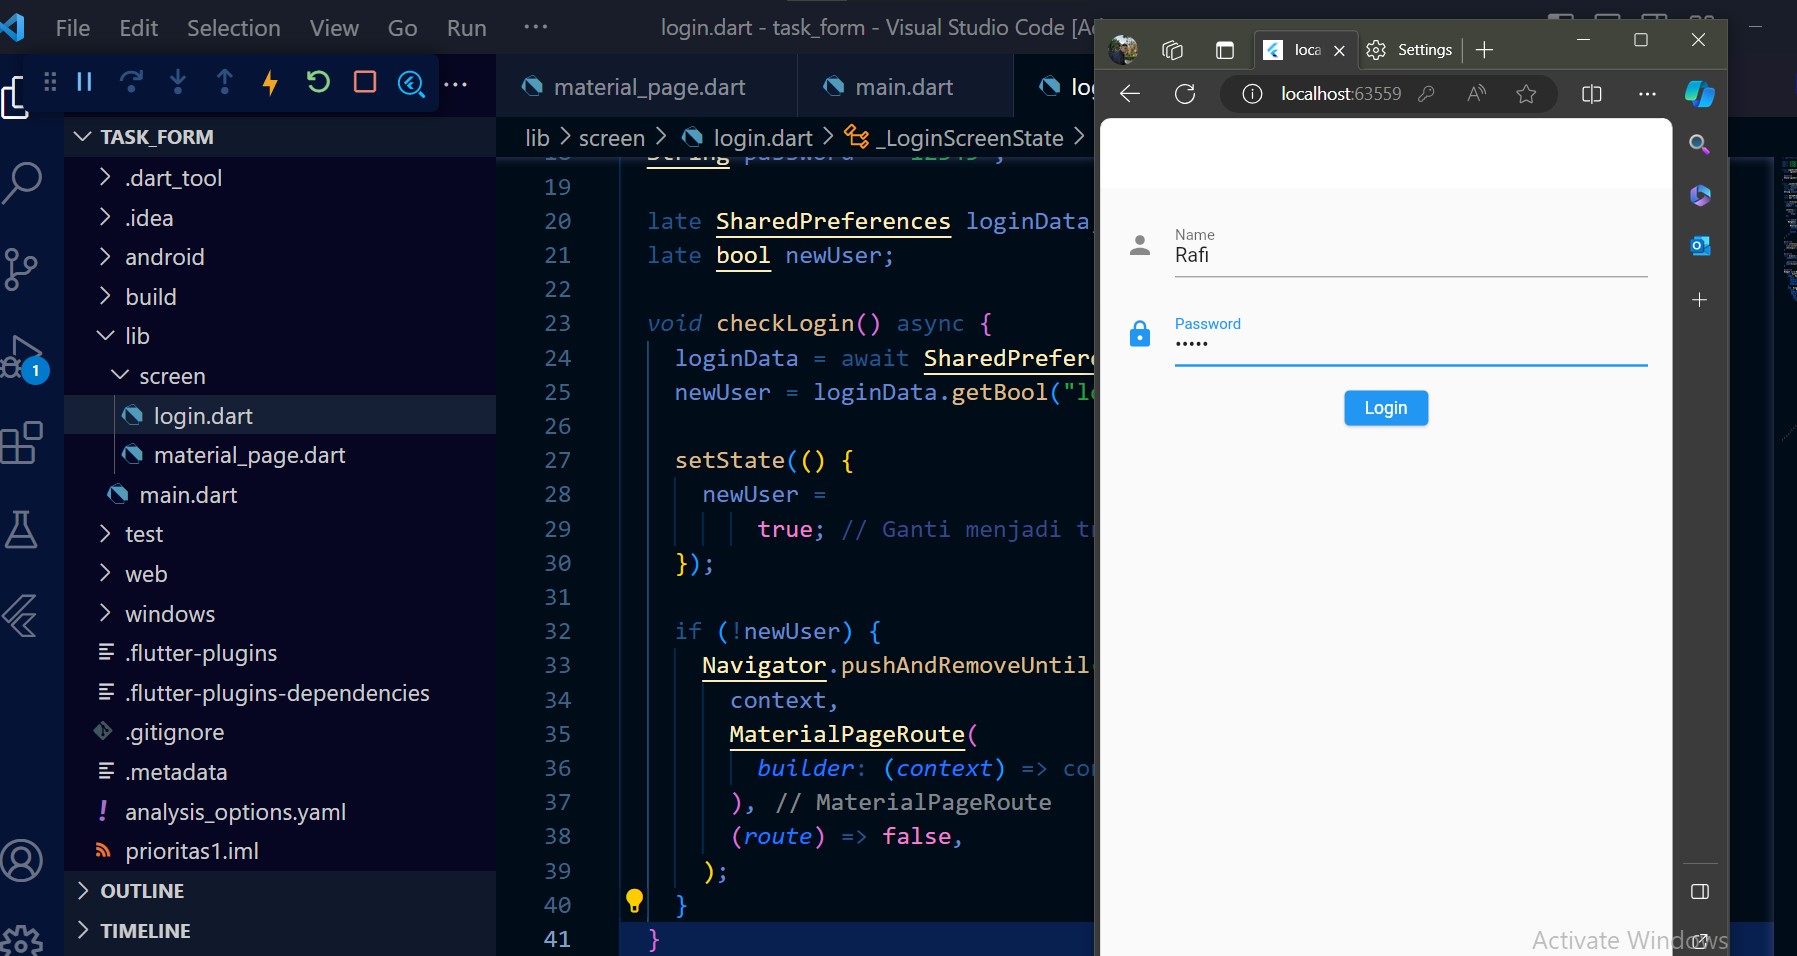 File Edit Selection View Go Run ···
login.dart - task_form - Visual Studio Code [A
material_page.dart
main.dart
lo
lib > screen > login.dart > _LoginScreenState >
TASK_FORM
.dart_tool
.idea
android
build
lib
screen
login.dart
material_page.dart
main.dart
test
web
windows
.flutter-plugins
.flutter-plugins-dependencies
.gitignore
.metadata
analysis_options.yaml
prioritas1.iml
OUTLINE
TIMELINE
1
String password
19
20 late SharedPreferences loginData
21 late bool newUser;
22
23 void checkLogin() async {
24 loginData = await SharedPrefer
25 newUser = loginData.getBool("l
26
27 setState(() {
28 newUser =
29 true; // Ganti menjadi t
30 });
31
32 if (!newUser) {
33 Navigator.pushAndRemoveUntil
34 context,
35 MaterialPageRoute(
36 builder: (context) => co
37 ), // MaterialPageRoute
38 (route) => false,
39 );
40 }
41 }
loca
Settings
localhost:63559
Name
Rafi
Password
•••••
Login
Activate Windows